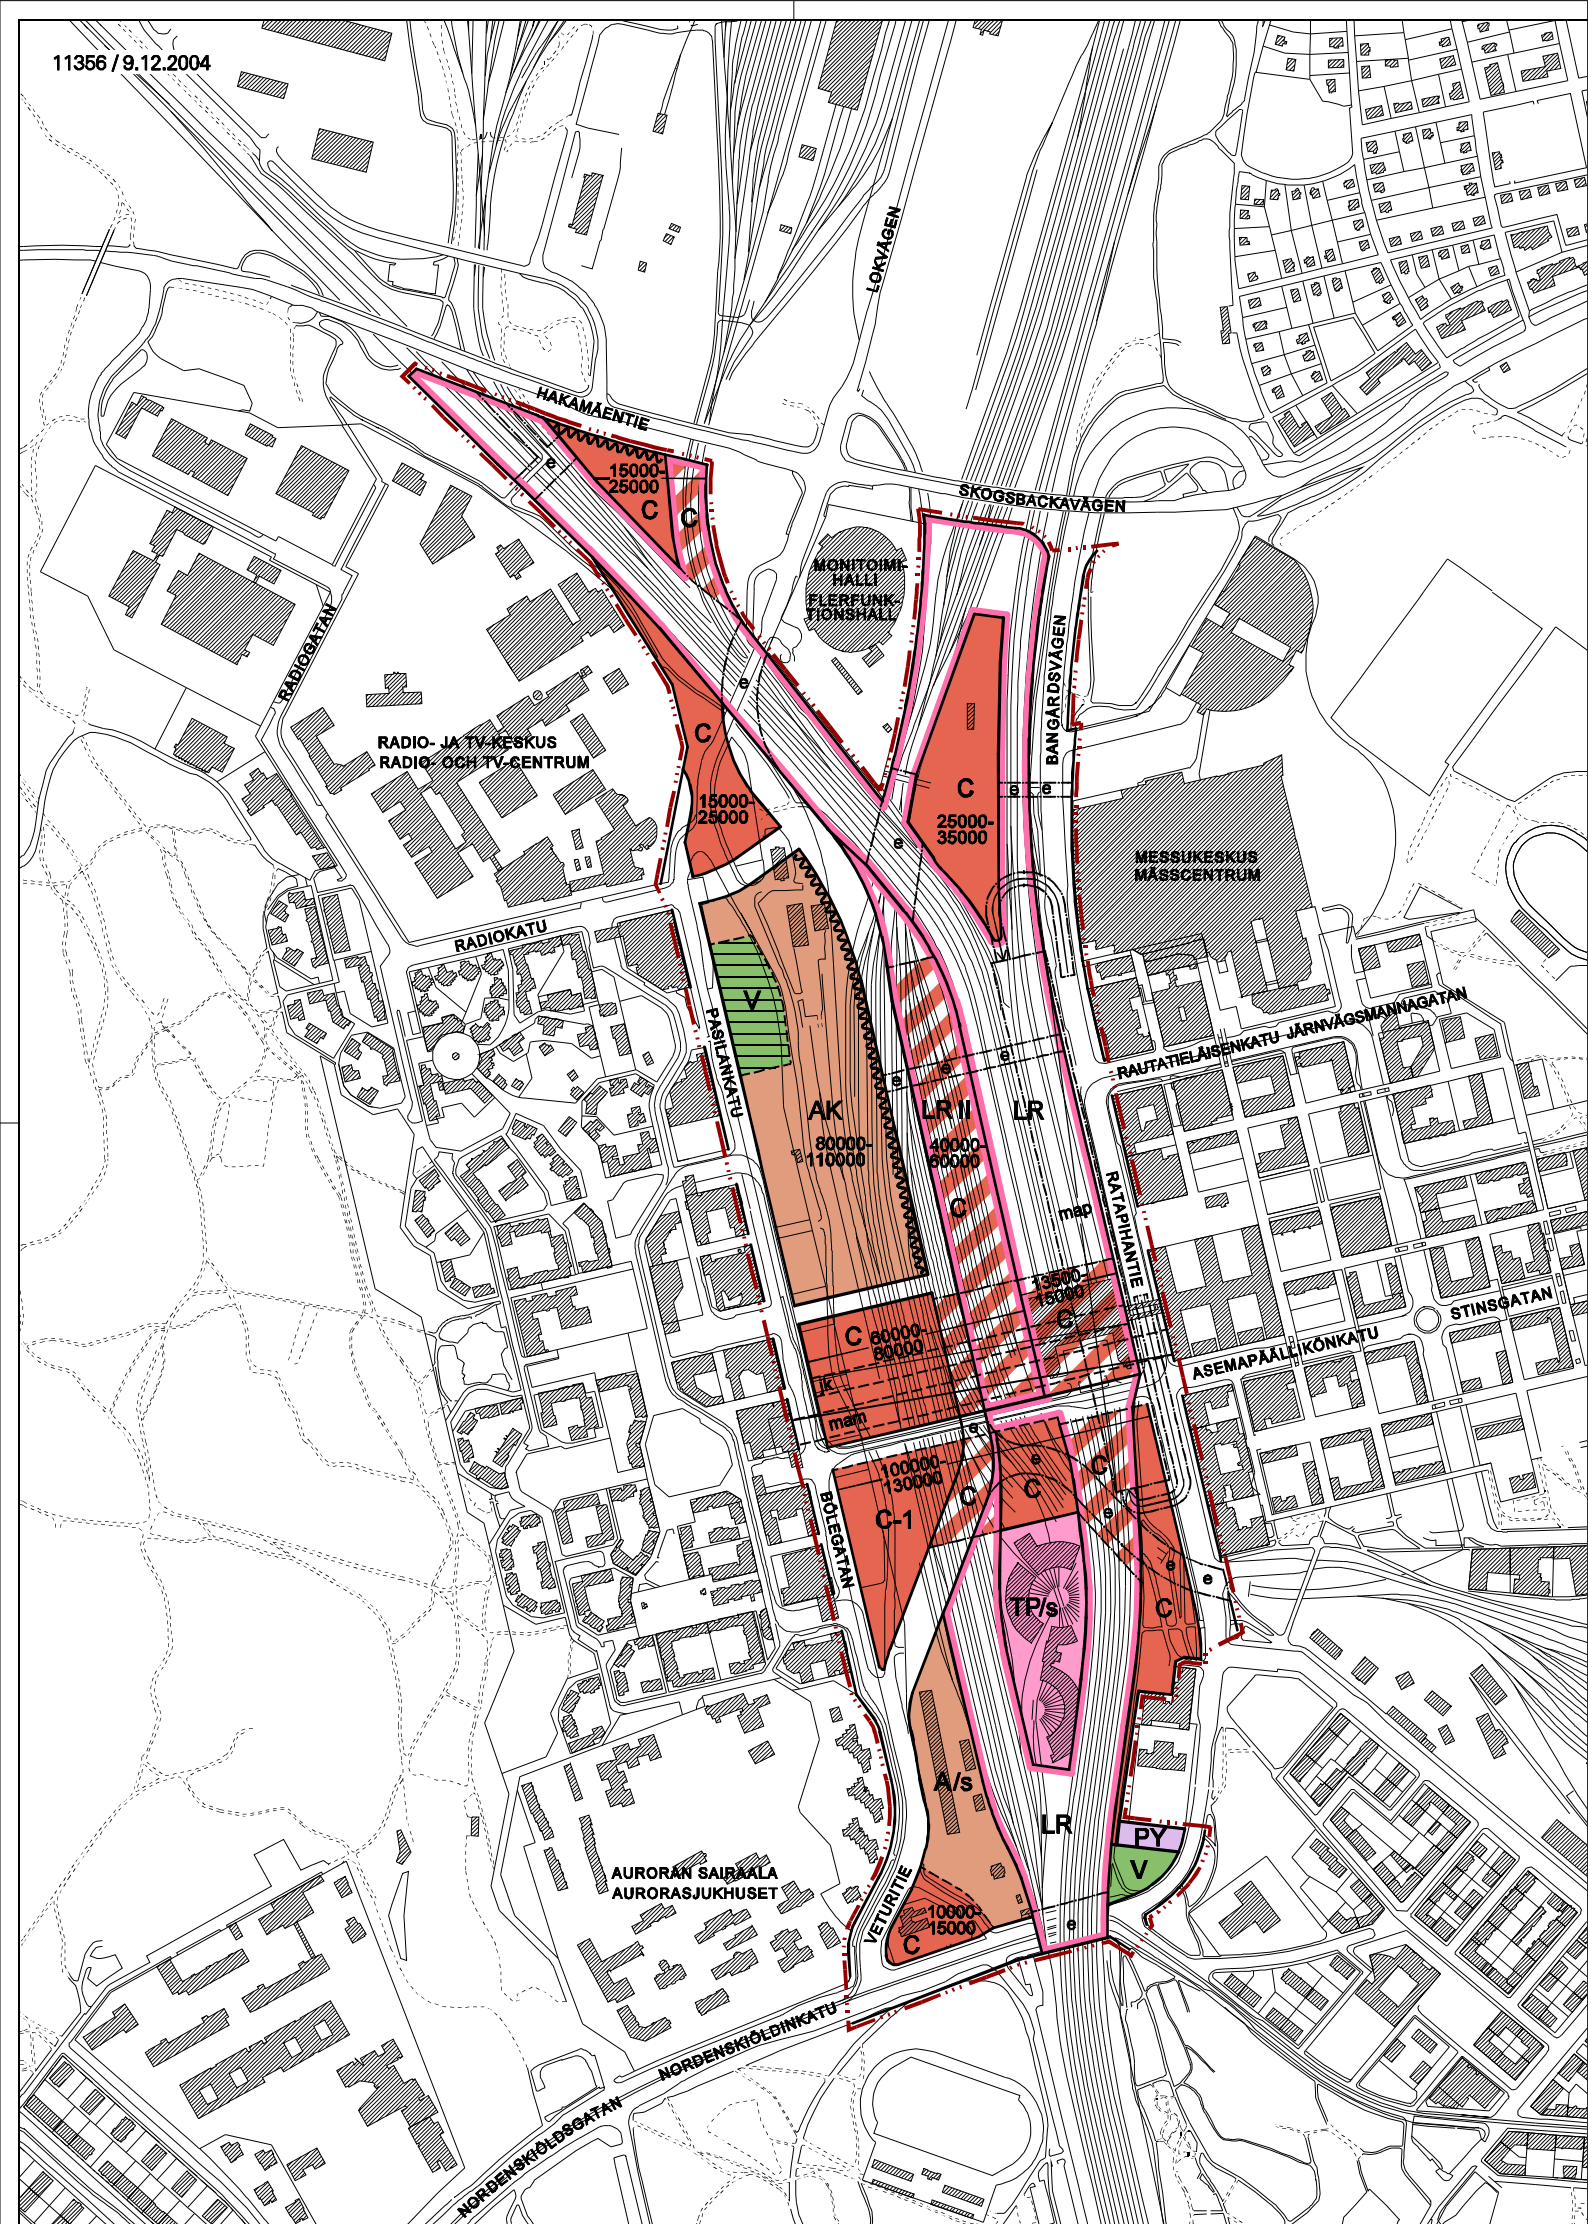 11356 / 9.12.2004
LOKVÄGEN
HAKAMÄENTIE
e
15000-
25000
C
C
SKOGSBACKAVÄGEN
MONITOIMI-
HALLI
FLERFUNK-
TIONSHALL
RADIOGATAN
BANGÅRDSVÄGEN
e
C
RADIO- JA TV-KESKUS
RADIO- OCH TV-CENTRUM
15000-
25000
C
e
e
25000-
35000
e
MESSUKESKUS
MÄSSCENTRUM
RADIOKATU
V
PASILANKATU
RAUTATIELÄISENKATU JÄRNVÄGSMANNAGATAN
e
e
e
AK
LR II
LR
80000-
110000
40000-
60000
C
map
RATAPIHANTIE
13500-
15000
C
STINSGATAN
C
60000-
80000
ASEMAPÄÄLLIKÖNKATU
jk
mam
e
100000-
130000
C-1
C
e
C
C
e
BÖLEGATAN
e
e
TP/s
C
A/s
LR
PY
V
AURORAN SAIRAALA
AURORASJUKHUSET
VETURITIE
10000-
15000
C
e
NORDENSKIÖLDINKATU
NORDENSKIÖLDSGATAN